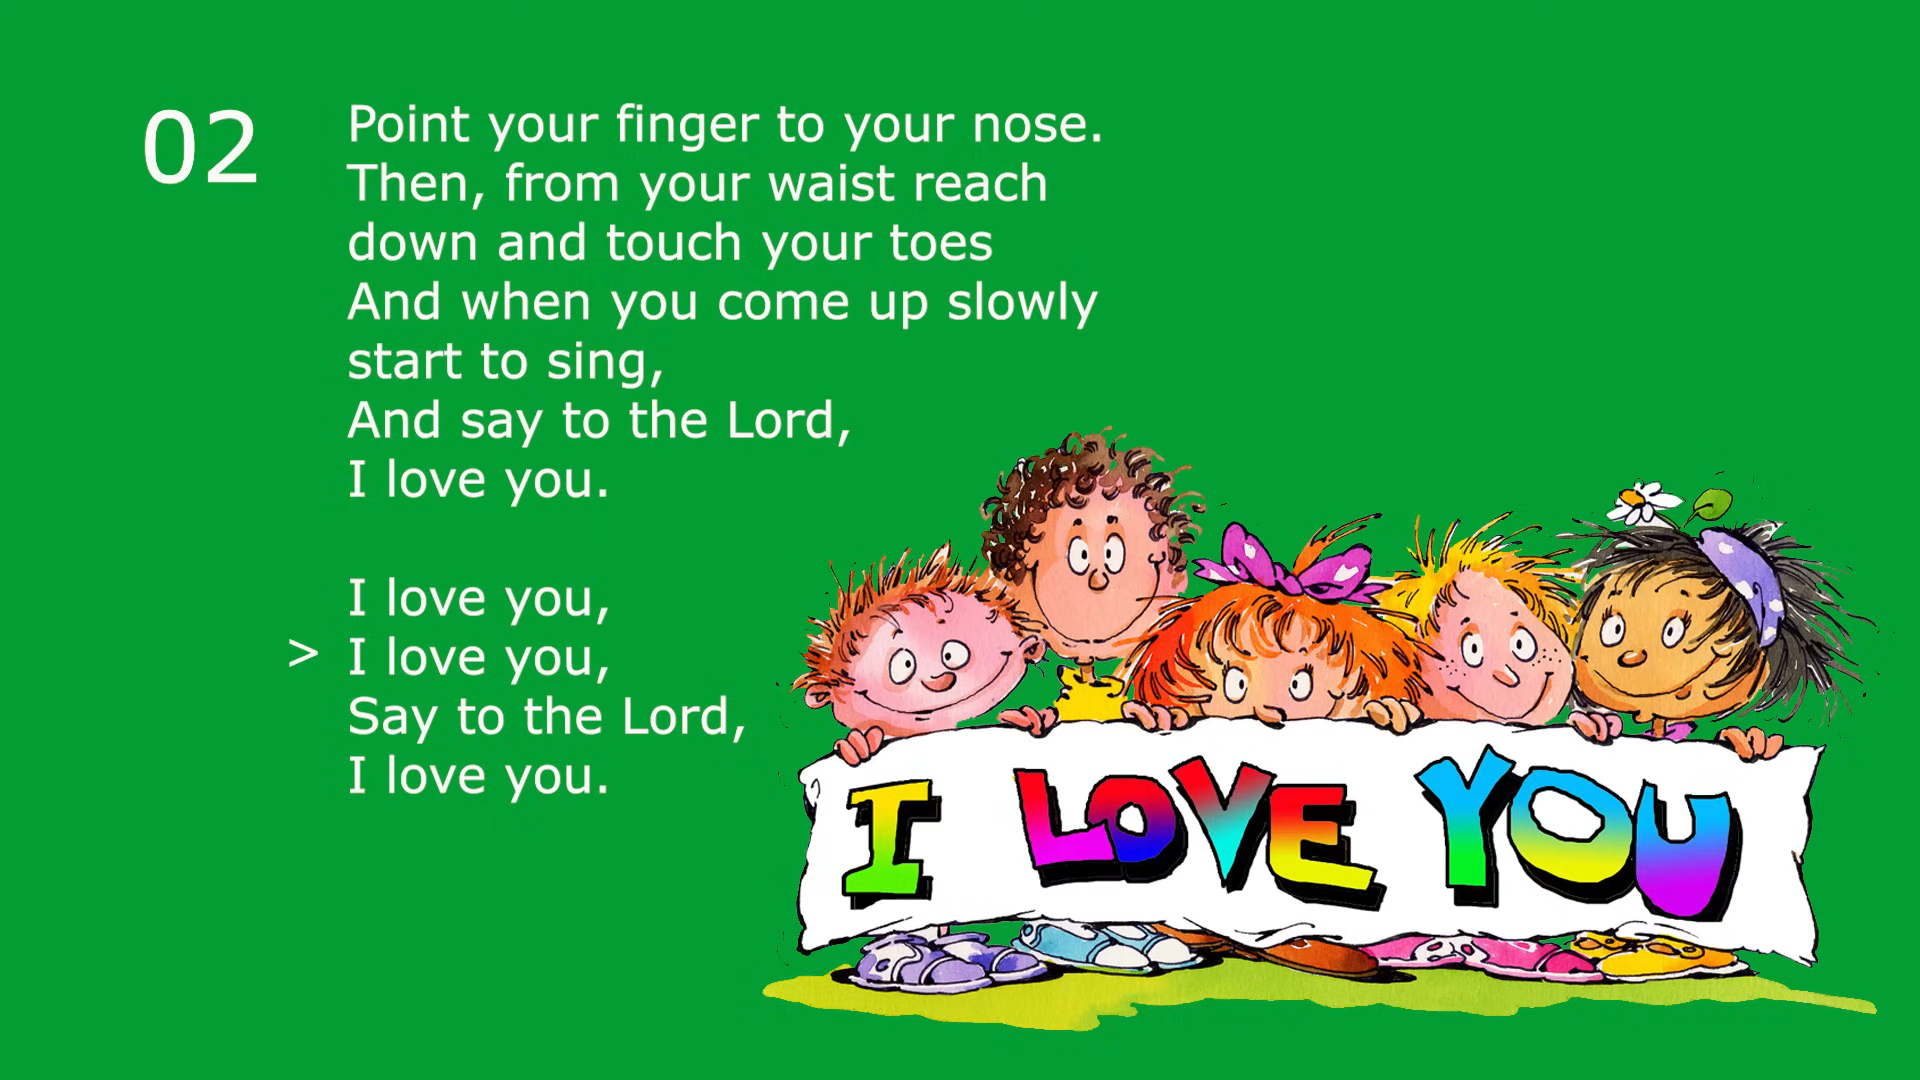 02
Point your finger to your nose.
Then, from your waist reach
down and touch your toes
And when you come up slowly
start to sing,
And say to the Lord,
I love you.
I love you,
> I love you,
Say to the Lord,
I love you.
I LOVE YOU